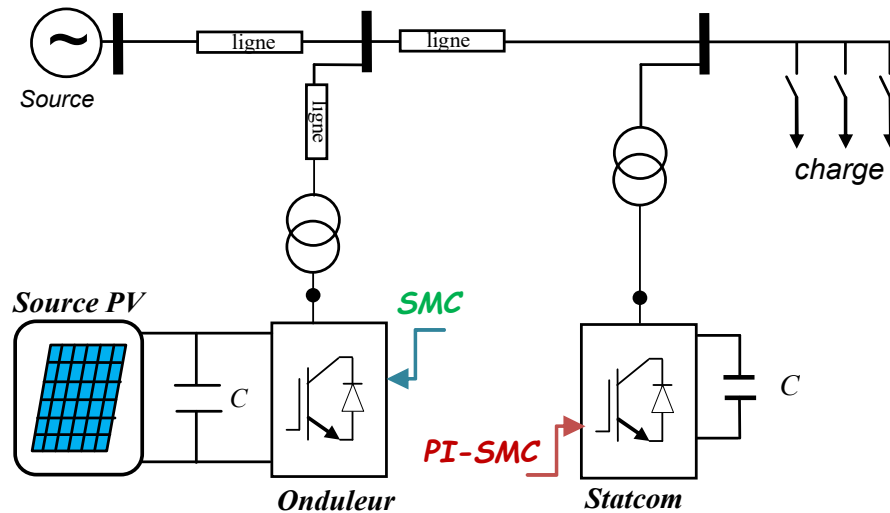 ligne
ligne
Source
ligne
charge
Source PV
SMC
C
C
PI-SMC
Onduleur
Statcom